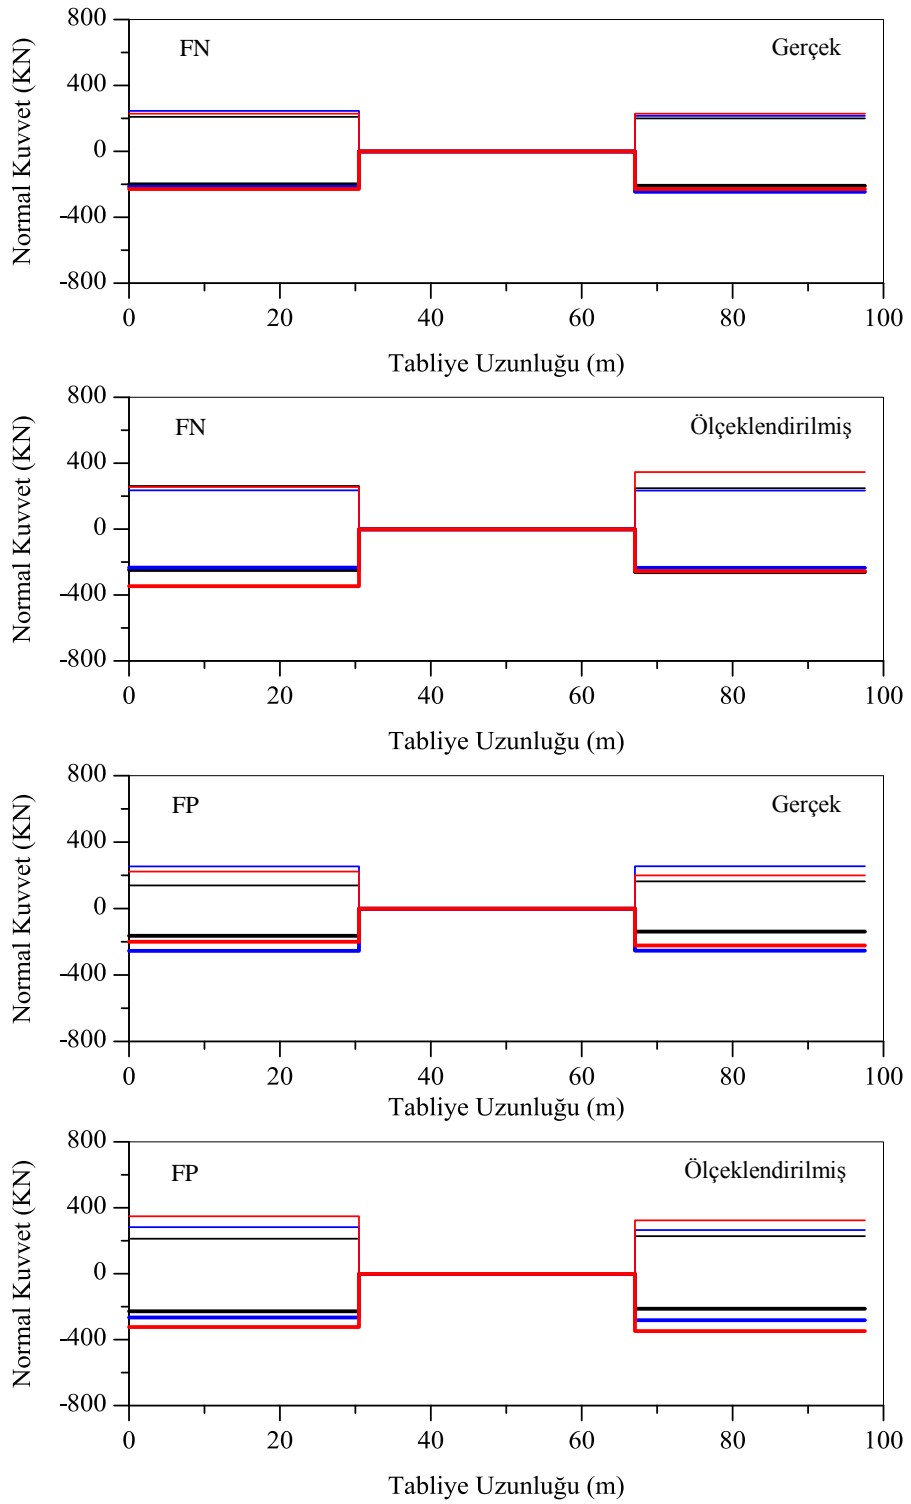 800
400
0
-400
-800
Normal Kuvvet (KN)
FN
Gerçek
0 20 40 60 80 100
Tabliye Uzunluğu (m)
800
400
0
-400
-800
Normal Kuvvet (KN)
FN
Ölçeklendirilmiş
0 20 40 60 80 100
Tabliye Uzunluğu (m)
800
400
0
-400
-800
Normal Kuvvet (KN)
FP
Gerçek
0 20 40 60 80 100
Tabliye Uzunluğu (m)
800
400
0
-400
-800
Normal Kuvvet (KN)
FP
Ölçeklendirilmiş
0 20 40 60 80 100
Tabliye Uzunluğu (m)